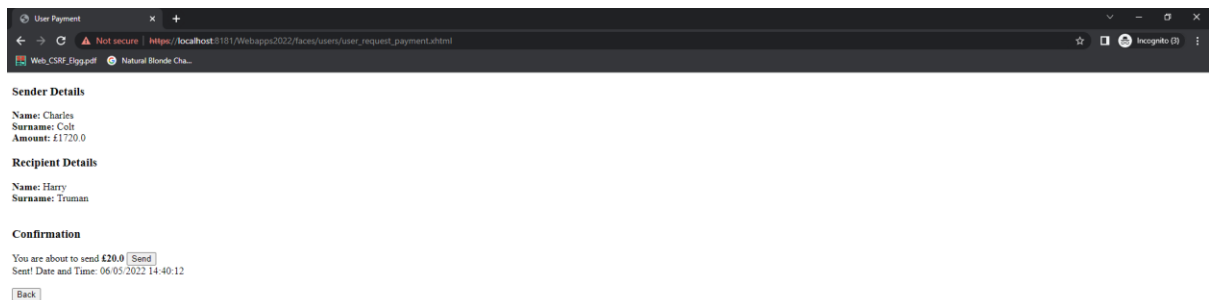 User Payment
Not secure | https://localhost:8181/Webapps2022/faces/users/user_request_payment.xhtml
Incognito (3)
Web_CSRF_Elgg.pdf
Natural Blonde Cha...
Sender Details
Name: Charles
Surname: Colt
Amount: £1720.0
Recipient Details
Name: Harry
Surname: Truman
Confirmation
You are about to send £20.0 Send
Sent! Date and Time: 06/05/2022 14:40:12
Back